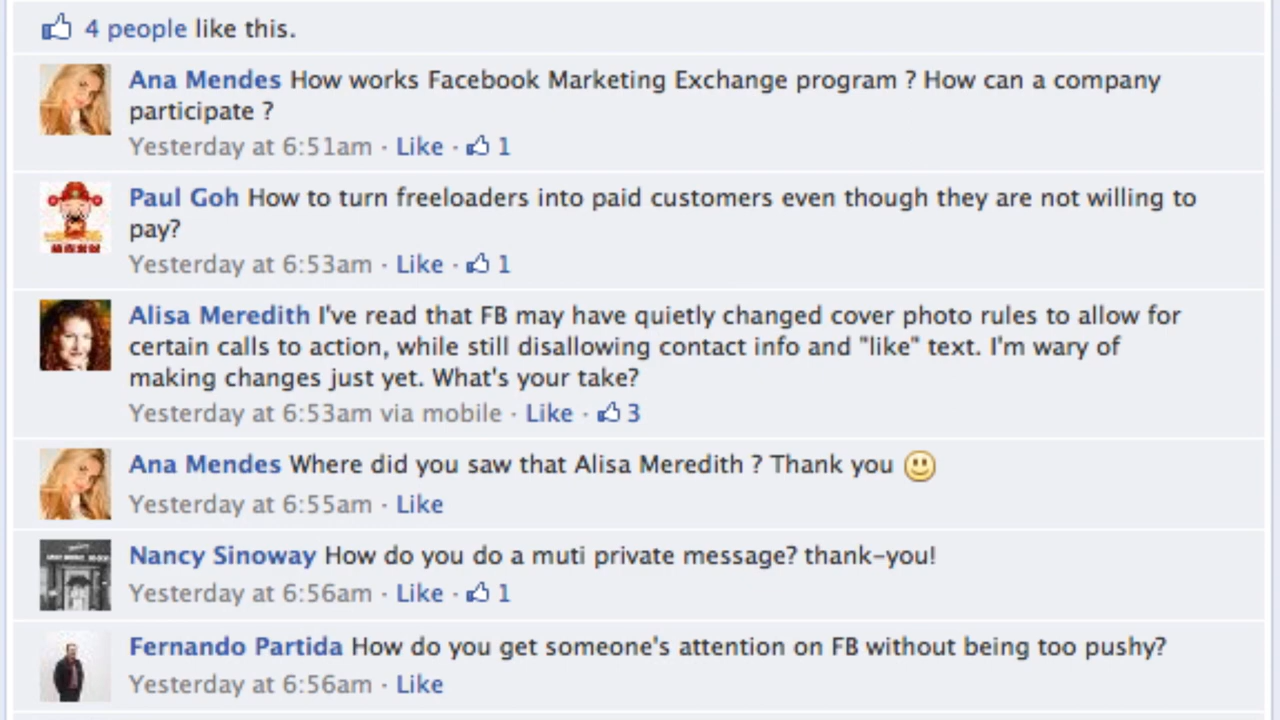 4 people like this.
Ana Mendes How works Facebook Marketing Exchange program ? How can a company
participate ?
Yesterday at 6:51am · Like · 1
Paul Goh How to turn freeloaders into paid customers even though they are not willing to
pay?
Yesterday at 6:53am · Like · 1
Alisa Meredith I've read that FB may have quietly changed cover photo rules to allow for
certain calls to action, while still disallowing contact info and "like" text. I'm wary of
making changes just yet. What's your take?
Yesterday at 6:53am via mobile · Like · 3
Ana Mendes Where did you saw that Alisa Meredith ? Thank you
Yesterday at 6:55am · Like
Nancy Sinoway How do you do a muti private message? thank-you!
Yesterday at 6:56am · Like · 1
Fernando Partida How do you get someone's attention on FB without being too pushy?
Yesterday at 6:56am · Like